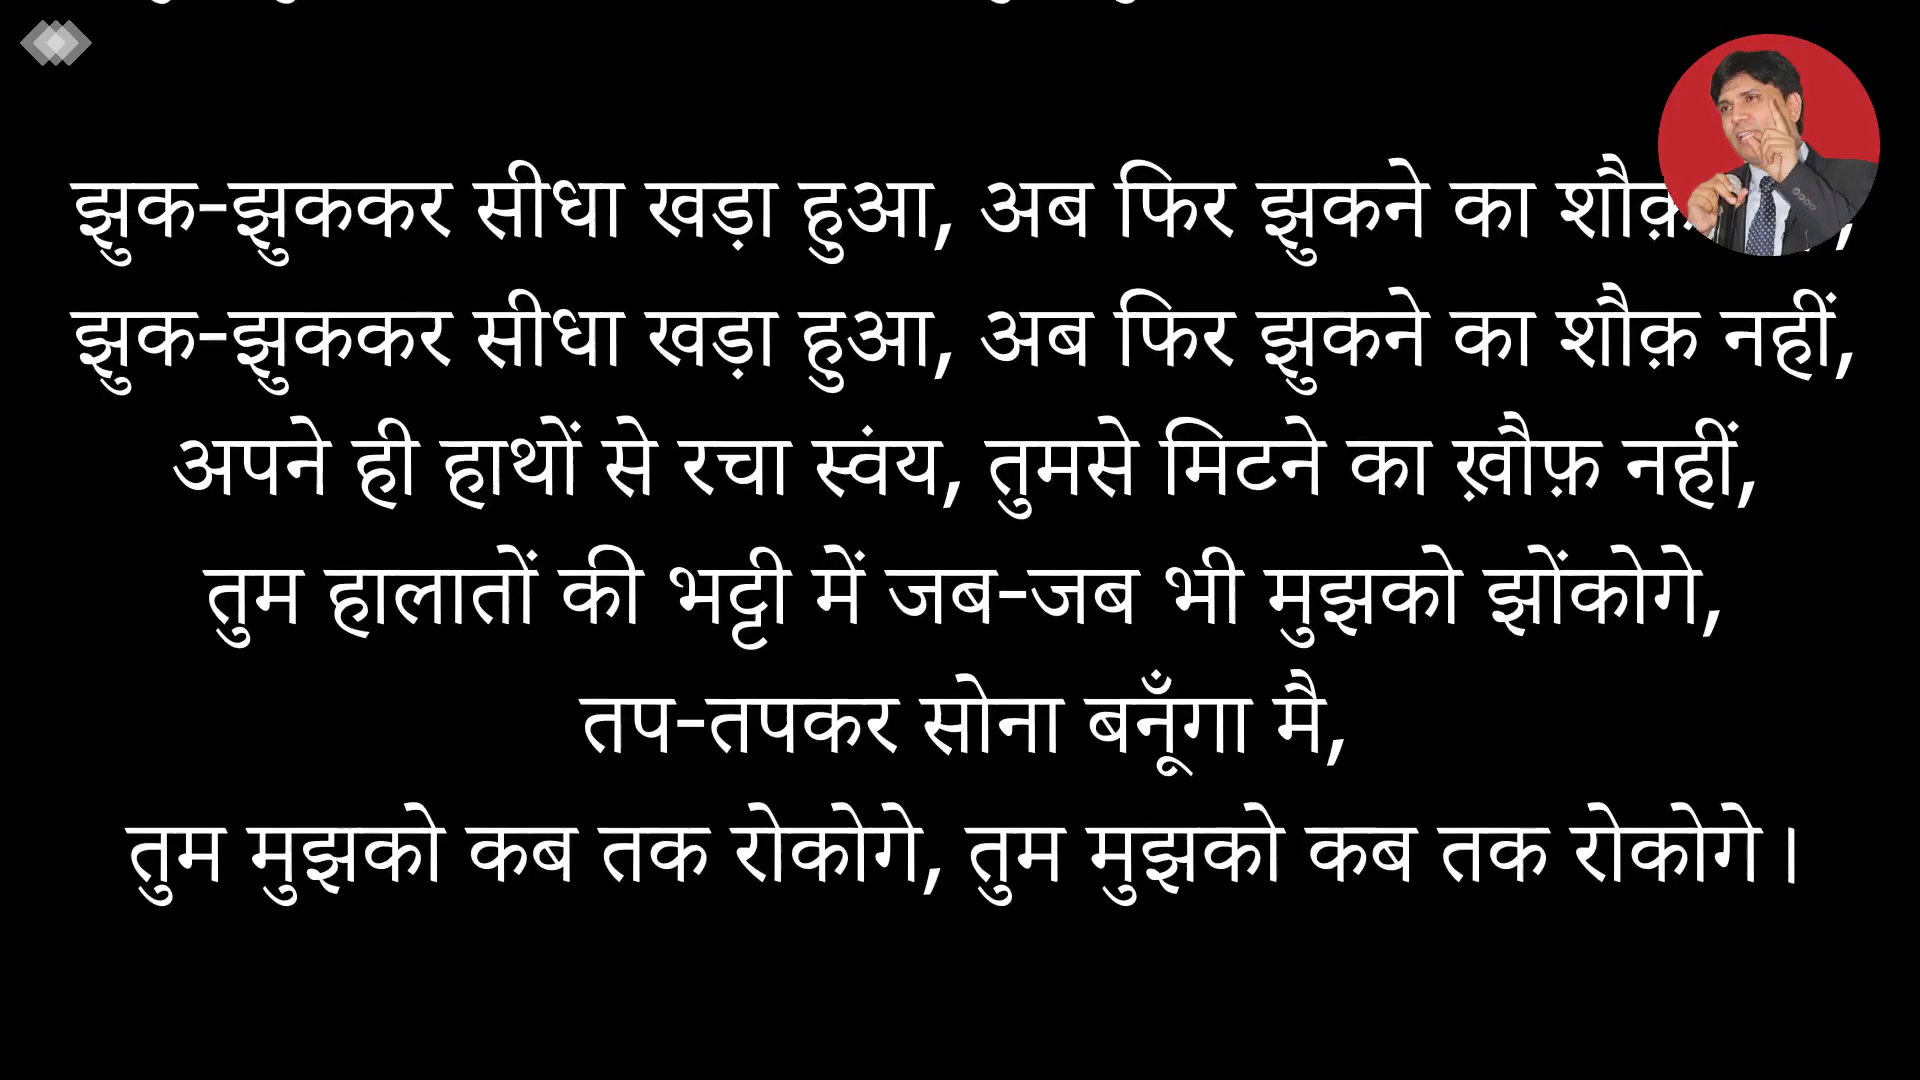 झुक-झुककर सीधा खड़ा हुआ, अब फिर झुकने का शौक़
झुक-झुककर सीधा खड़ा हुआ, अब फिर झुकने का शौक़ नहीं,
अपने ही हाथों से रचा स्वंय, तुमसे मिटने का ख़ौफ़ नहीं,
तुम हालातों की भट्टी में जब-जब भी मुझको झोंकोगे,
तप-तपकर सोना बनूँगा मै,
तुम मुझको कब तक रोकोगे, तुम मुझको कब तक रोकोगे।